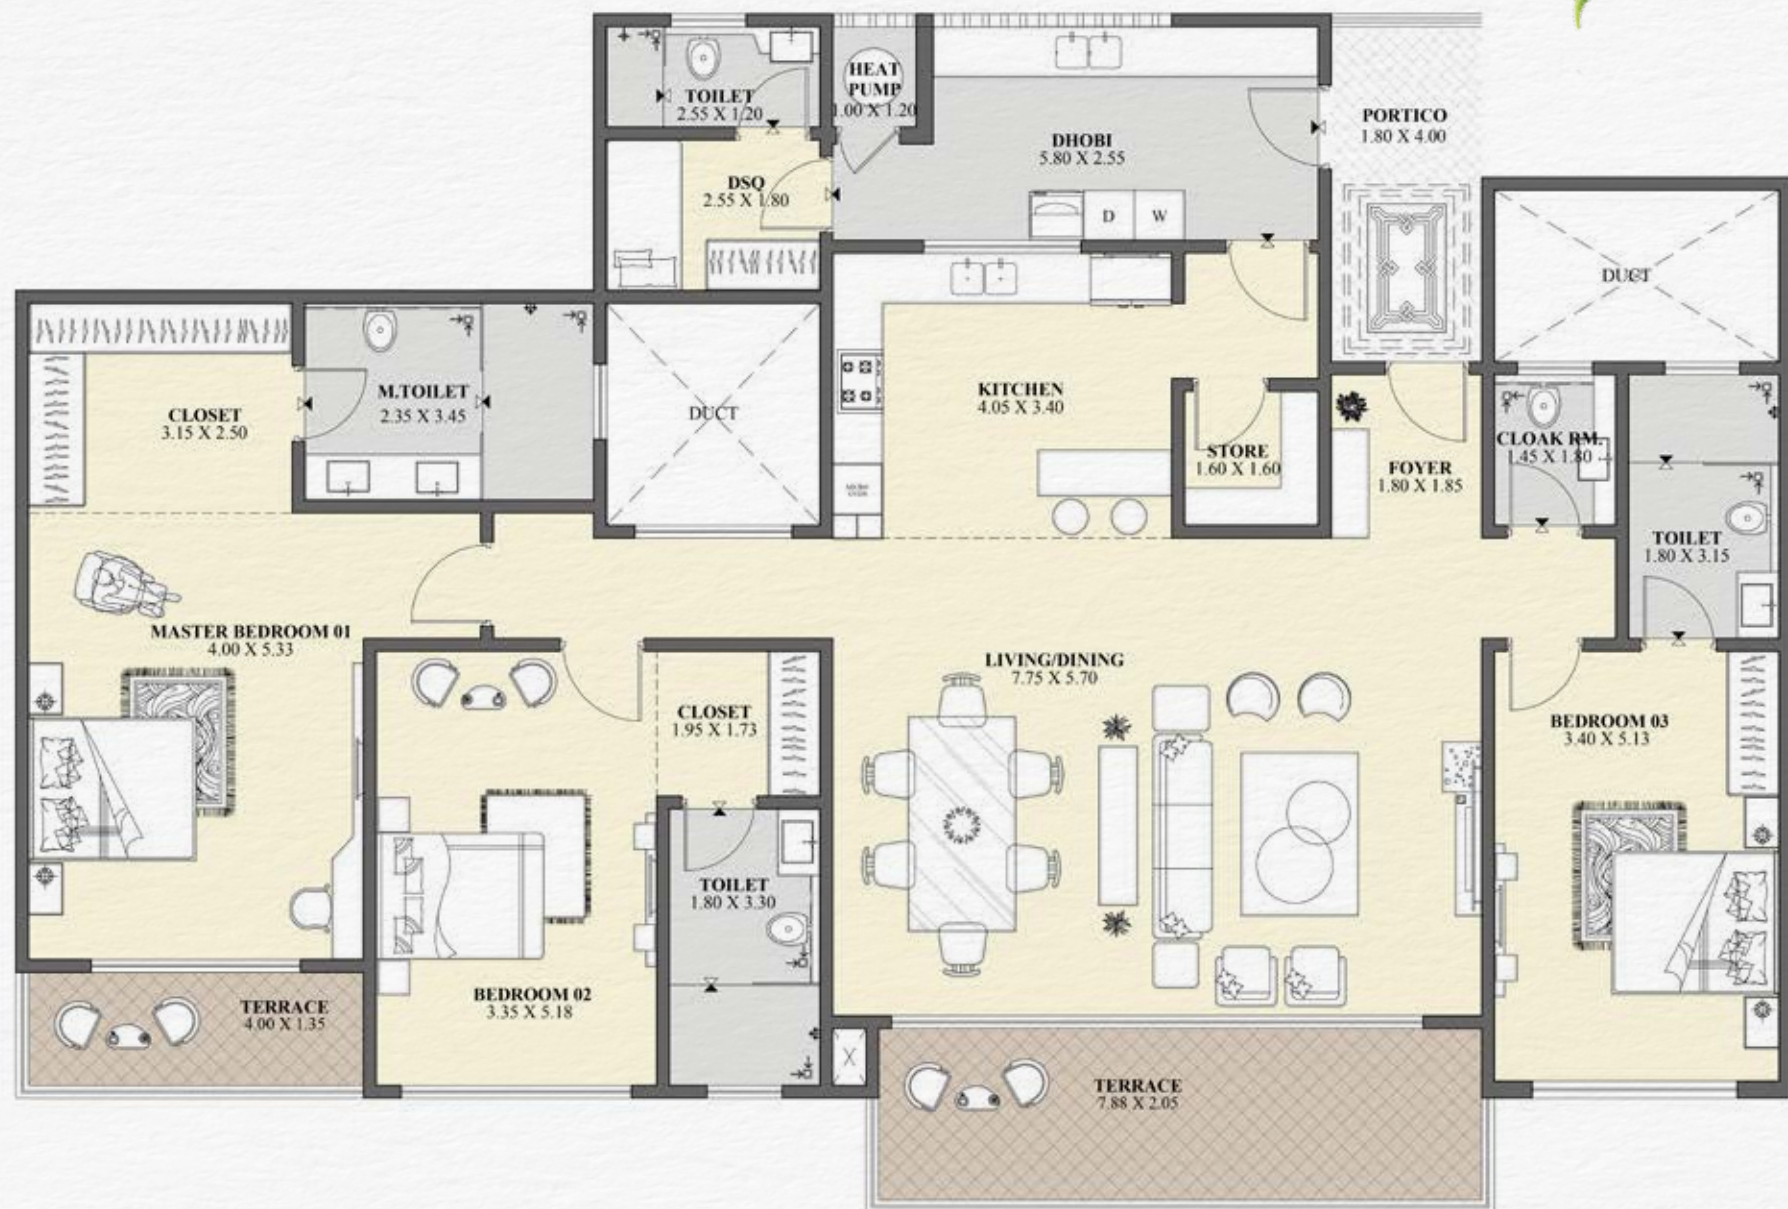 HEAT
PUMP
1.00 X 1.20
TOILET
2.55 X 1.20
PORTICO
1.80 X 4.00
DHOBI
5.80 X 2.55
DSQ
2.55 X 1.80
D
W
DUCT
KITCHEN
4.05 X 3.40
M.TOILET
2.35 X 3.45
CLOSET
3.15 X 2.50
DUCT
STORE
1.60 X 1.60
FOYER
1.80 X 1.85
CLOAK RM.
1.45 X 1.80
TOILET
1.80 X 3.15
MASTER BEDROOM 01
4.00 X 5.33
LIVING/DINING
7.75 X 5.70
CLOSET
1.95 X 1.73
BEDROOM 03
3.40 X 5.13
TOILET
1.80 X 3.30
BEDROOM 02
3.35 X 5.18
TERRACE
4.00 X 1.35
X
TERRACE
7.88 X 2.05